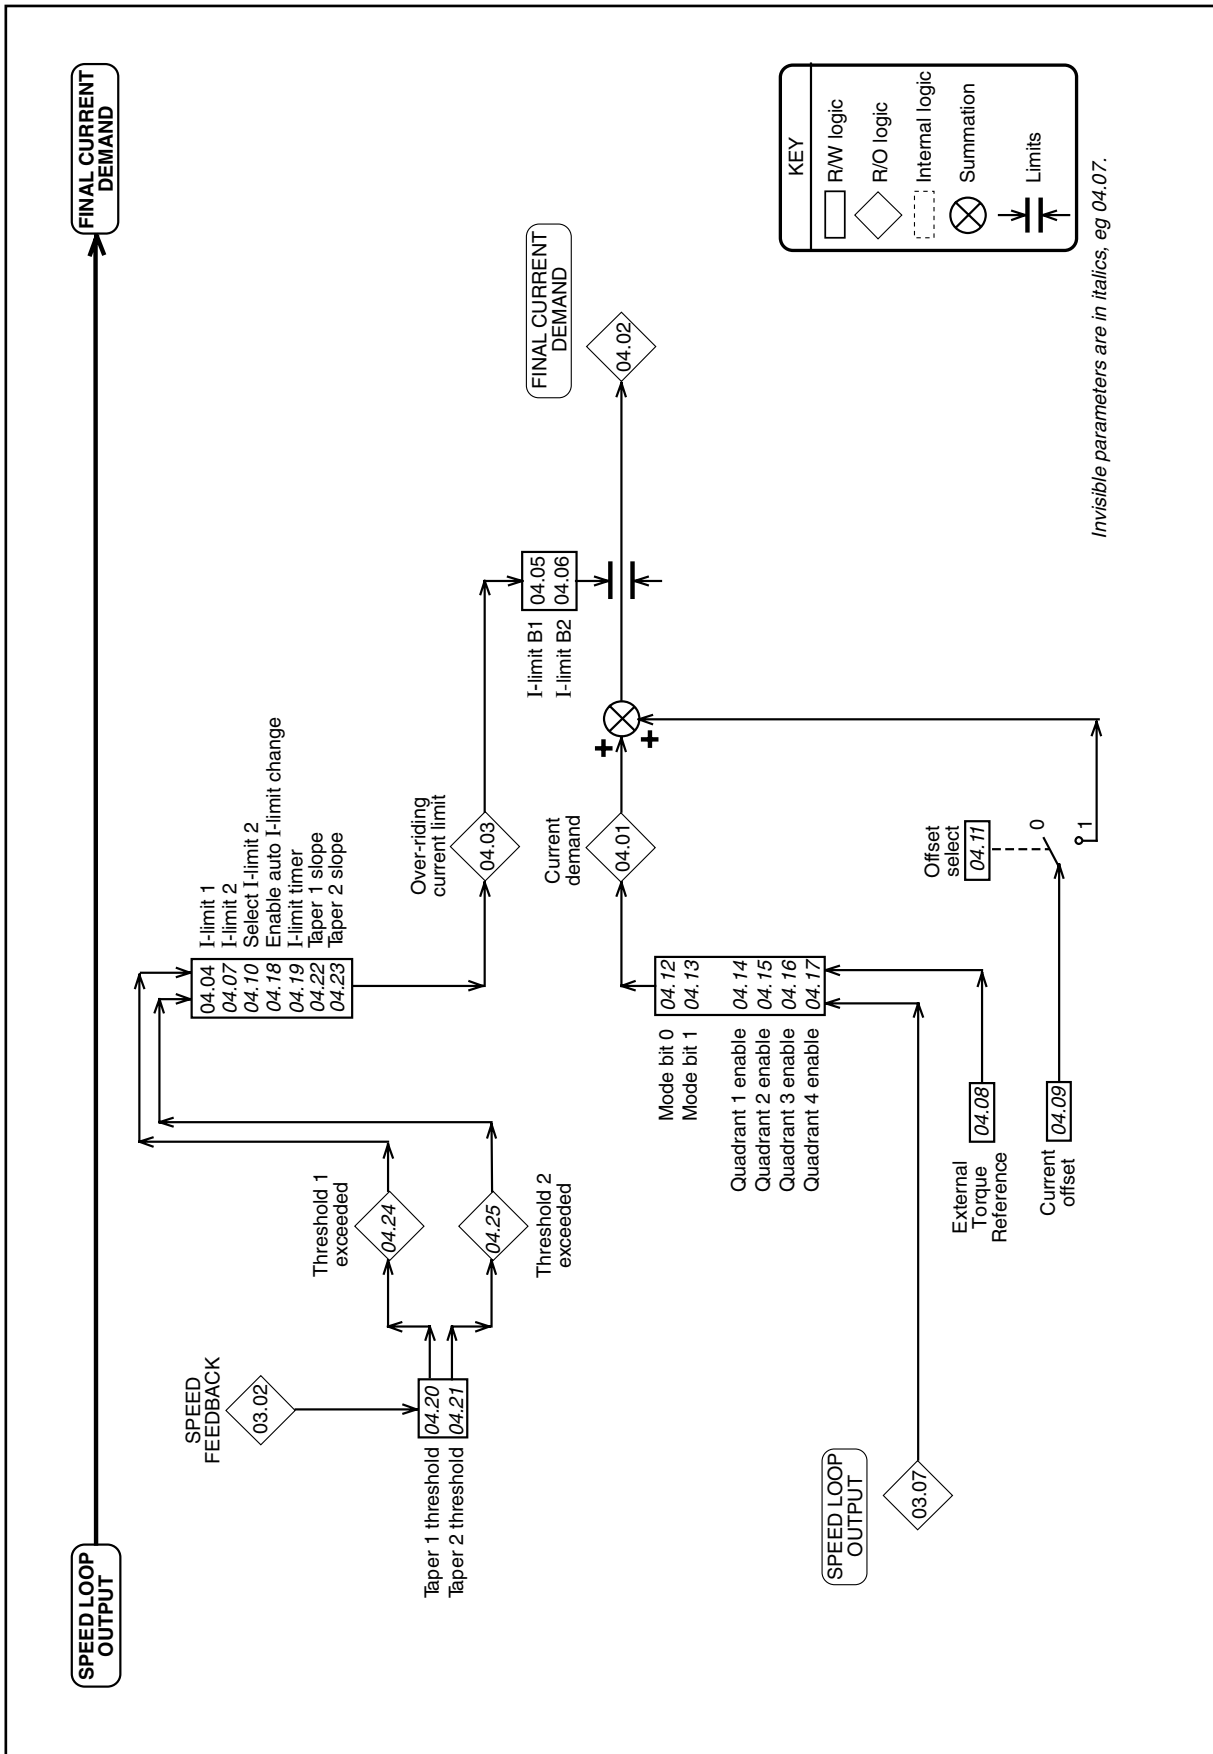 SPEED LOOP
OUTPUT
FINAL CURRENT
DEMAND
SPEED
FEEDBACK
03.02
Taper 1 threshold
Taper 2 threshold
04.20
04.21
Threshold 1
exceeded
04.24
04.25
Threshold 2
exceeded
04.04 I-limit 1
04.07 I-limit 2
04.10 Select I-limit 2
04.18 Enable auto I-limit change
04.19 I-limit timer
04.22 Taper 1 slope
04.23 Taper 2 slope
Over-riding
current limit
04.03
I-limit B1 04.05
I-limit B2 04.06
FINAL CURRENT
DEMAND
04.02
Current
demand
04.01
+
+
Mode bit 0 04.12
Mode bit 1 04.13
Quadrant 1 enable 04.14
Quadrant 2 enable 04.15
Quadrant 3 enable 04.16
Quadrant 4 enable 04.17
SPEED LOOP
OUTPUT
03.07
External
Torque
Reference
04.08
Current
offset
04.09
Offset
select
04.11
0
1
KEY
R/W logic
R/O logic
Internal logic
Summation
Limits
Invisible parameters are in italics, eg 04.07.